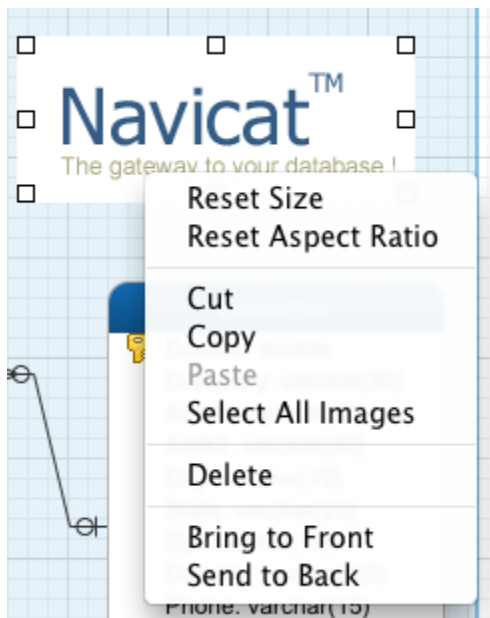 Navicat™
The gateway to your database !
Reset Size
Reset Aspect Ratio
Cut
Copy
Paste
Select All Images
Delete
Bring to Front
Send to Back
Phone: varchar(15)